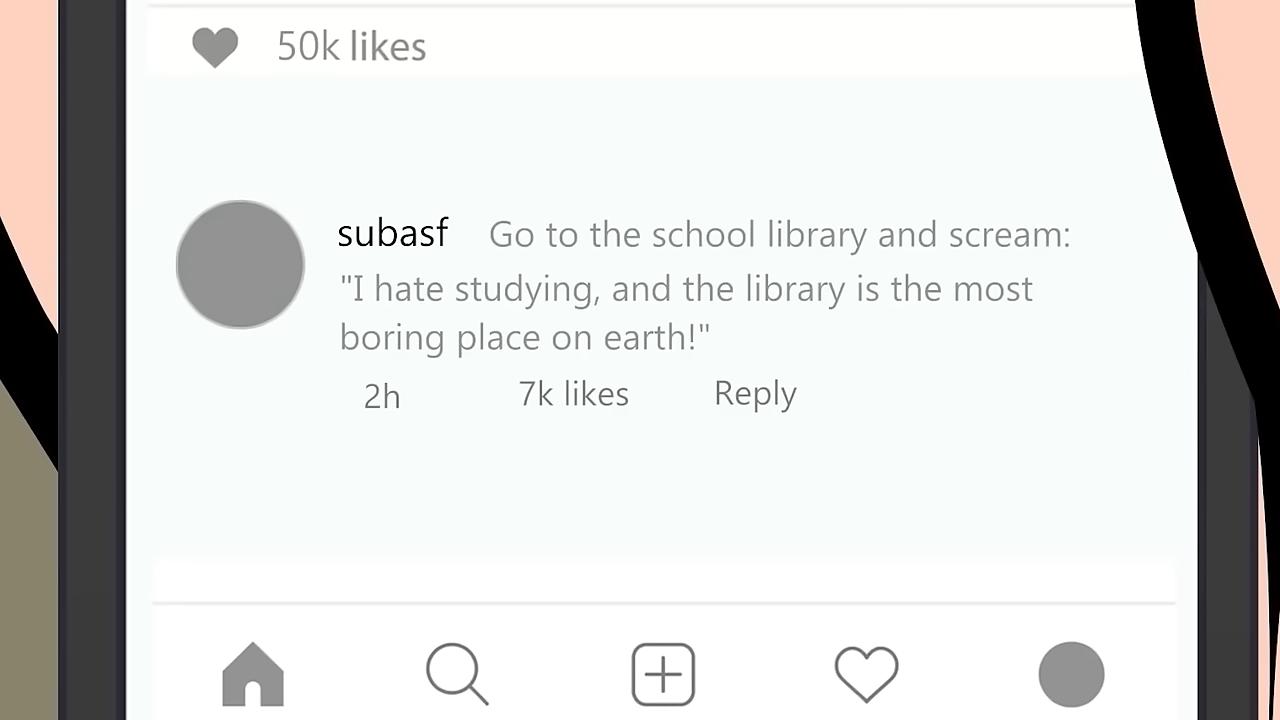 50k likes
subasf Go to the school library and scream:
"I hate studying, and the library is the most
boring place on earth!"
2h 7k likes Reply